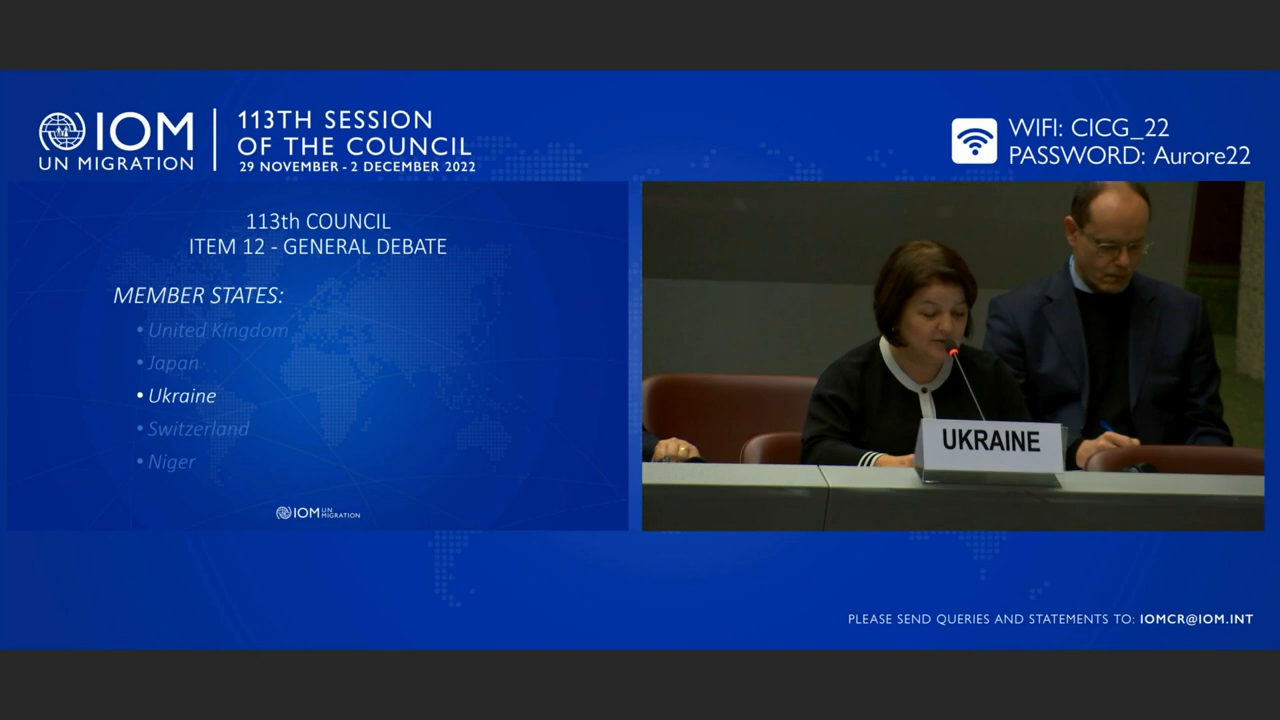 IOM
UN MIGRATION
113TH SESSION
OF THE COUNCIL
29 NOVEMBER - 2 DECEMBER 2022
WIFI: CICG_22
PASSWORD: Aurore22
113th COUNCIL
ITEM 12 - GENERAL DEBATE
MEMBER STATES:
• United Kingdom
• Japan
• Ukraine
• Switzerland
• Niger
IOM UN
MIGRATION
UKRAINE
PLEASE SEND QUERIES AND STATEMENTS TO: IOMCR@IOM.INT